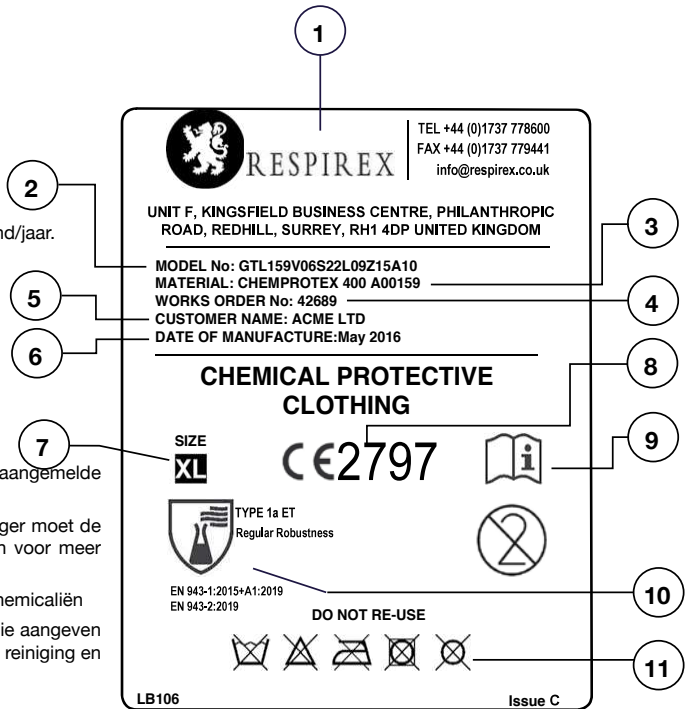 1
RESPIREX
TEL +44 (0)1737 778600
FAX +44 (0)1737 779441
info@respirex.co.uk
2
nd/jaar.
UNIT F, KINGSFIELD BUSINESS CENTRE, PHILANTHROPIC
ROAD, REDHILL, SURREY, RH1 4DP UNITED KINGDOM
3
MODEL No: GTL159V06S22L09Z15A10
MATERIAL: CHEMPROTEX 400 A00159
WORKS ORDER No: 42689
4
5
CUSTOMER NAME: ACME LTD
6
DATE OF MANUFACTURE:May 2016
8
CHEMICAL PROTECTIVE
CLOTHING
7
SIZE
XL
CE2797
i
9
aangemelde
TYPE 1a ET
Regular Robustness
2
ger moet de
n voor meer
EN 943-1:2015+A1:2019
EN 943-2:2019
10
hemicaliën
DO NOT RE-USE
ie aangeven
reiniging en
11
LB106
Issue C